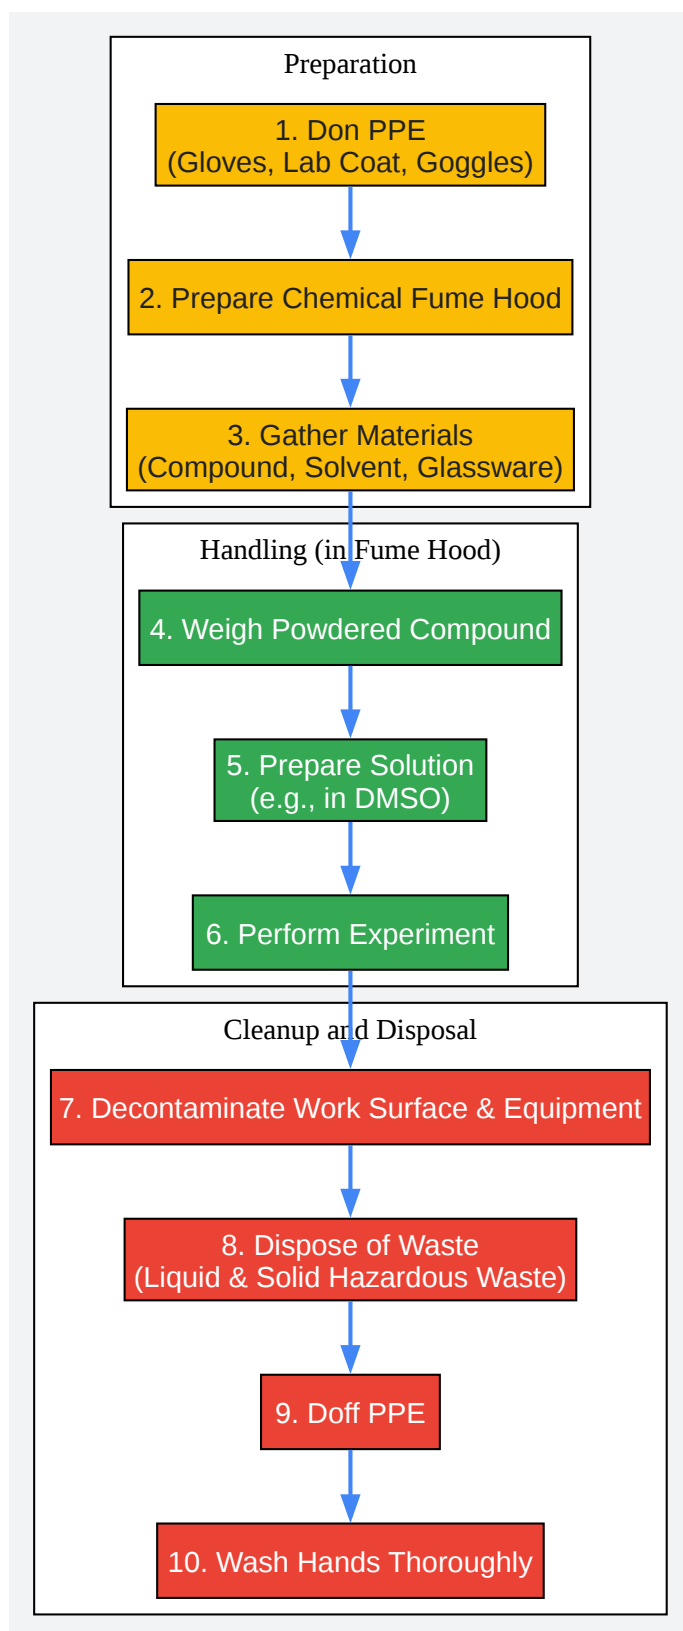 Preparation
1. Don PPE
(Gloves, Lab Coat, Goggles)
2. Prepare Chemical Fume Hood
3. Gather Materials
(Compound, Solvent, Glassware)
Handling (in Fume Hood)
4. Weigh Powdered Compound
5. Prepare Solution
(e.g., in DMSO)
6. Perform Experiment
Cleanup and Disposal
7. Decontaminate Work Surface & Equipment
8. Dispose of Waste
(Liquid & Solid Hazardous Waste)
9. Doff PPE
10. Wash Hands Thoroughly